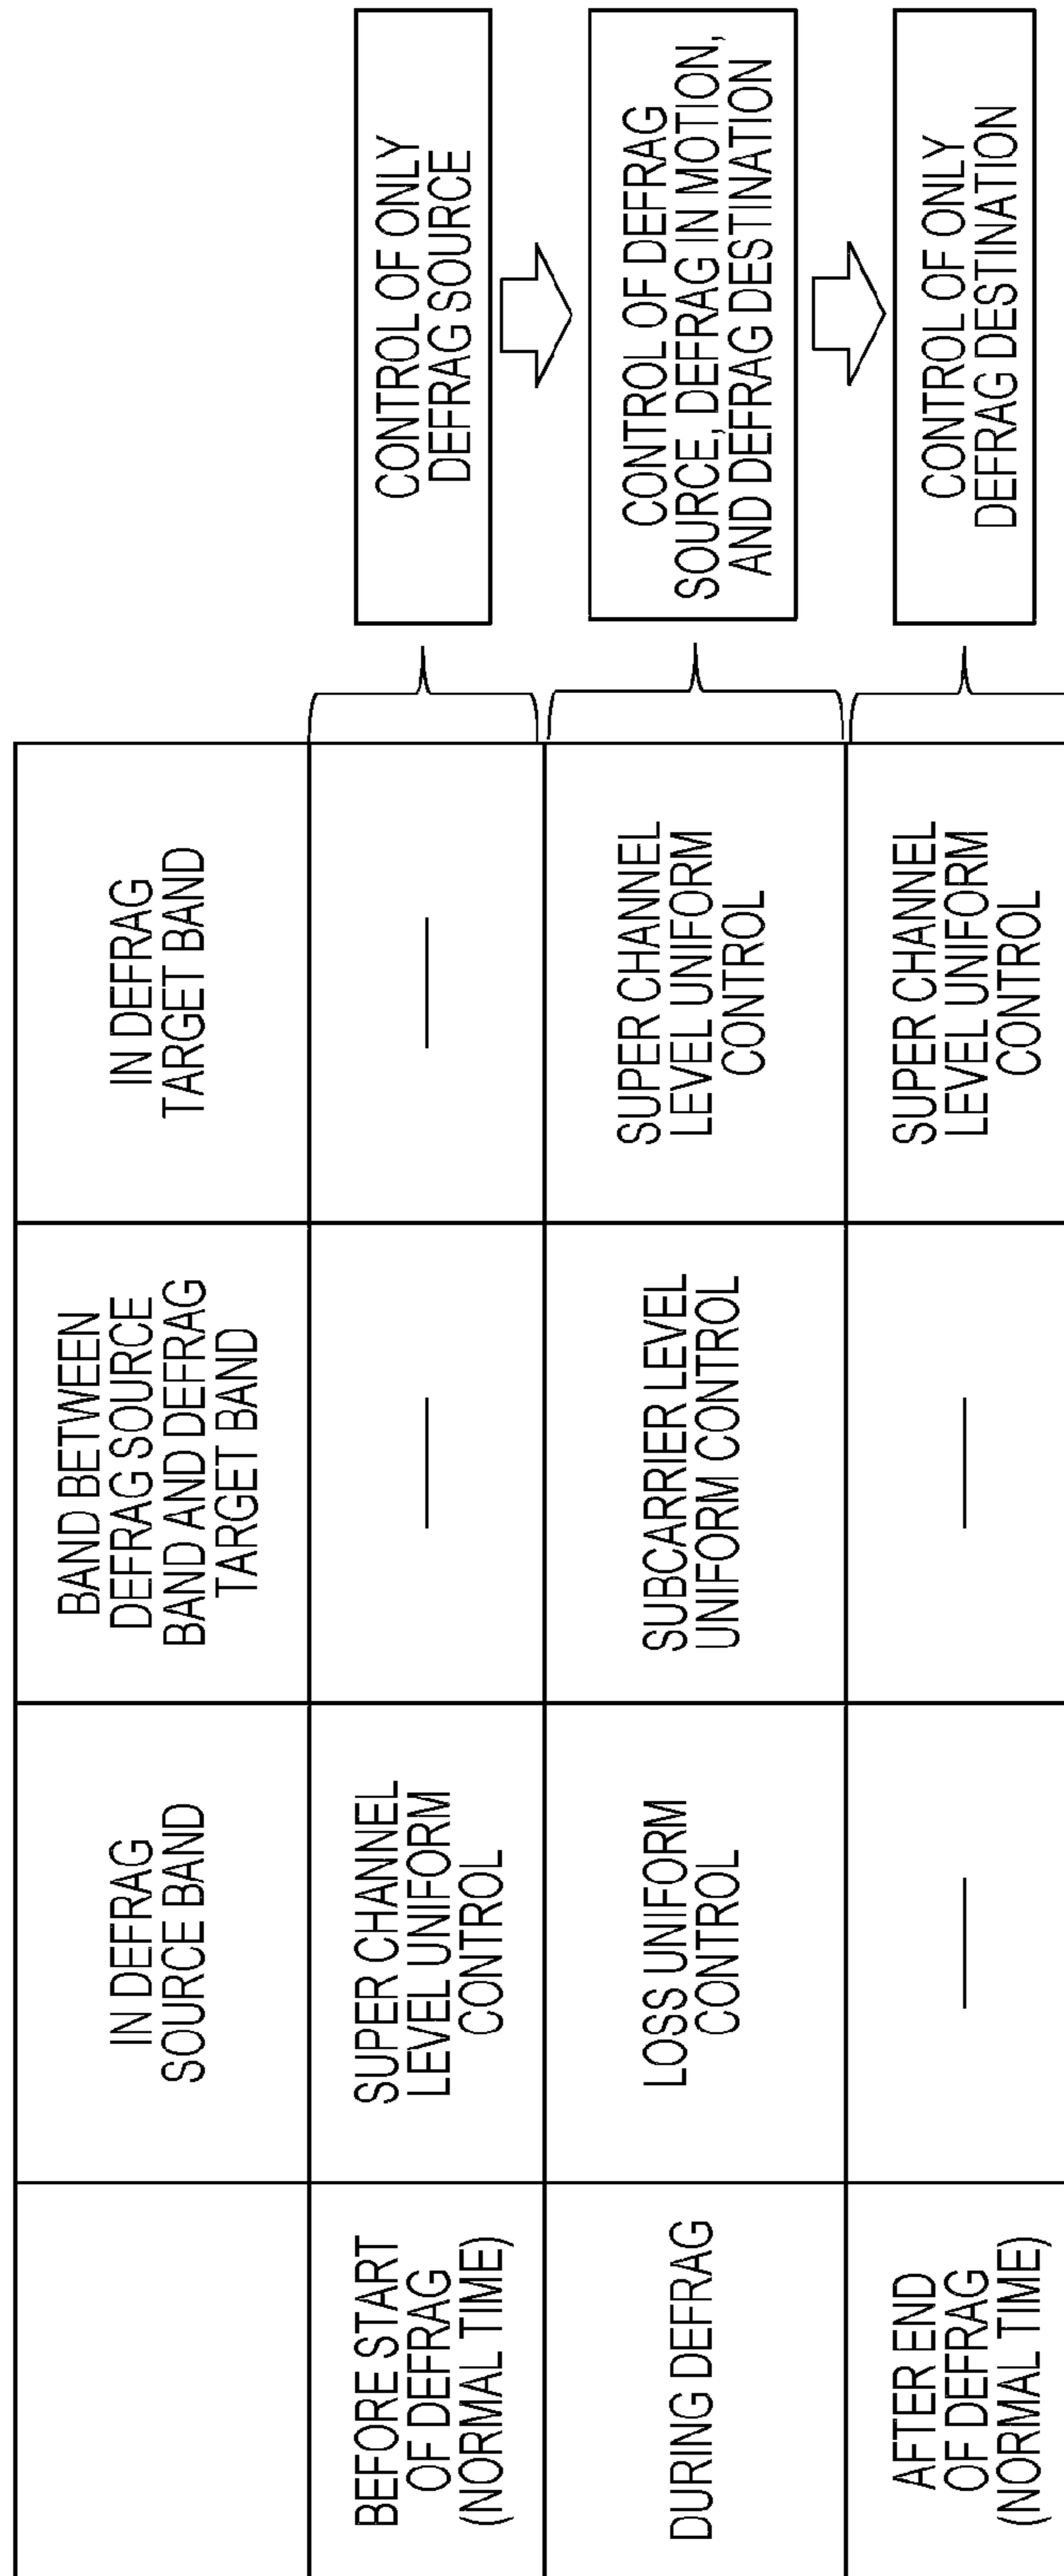 IN DEFRAG
SOURCE BAND
BAND BETWEEN
DEFRAG SOURCE
BAND AND DEFRAG
TARGET BAND
IN DEFRAG
TARGET BAND
BEFORE START
OF DEFRAG
(NORMAL TIME)
SUPER CHANNEL
LEVEL UNIFORM
CONTROL
—
—
CONTROL OF ONLY
DEFRAG SOURCE
DURING DEFRAG
LOSS UNIFORM
CONTROL
SUBCARRIER LEVEL
UNIFORM CONTROL
SUPER CHANNEL
LEVEL UNIFORM
CONTROL
CONTROL OF DEFRAG
SOURCE, DEFRAG IN MOTION,
AND DEFRAG DESTINATION
AFTER END
OF DEFRAG
(NORMAL TIME)
—
—
SUPER CHANNEL
LEVEL UNIFORM
CONTROL
CONTROL OF ONLY
DEFRAG DESTINATION